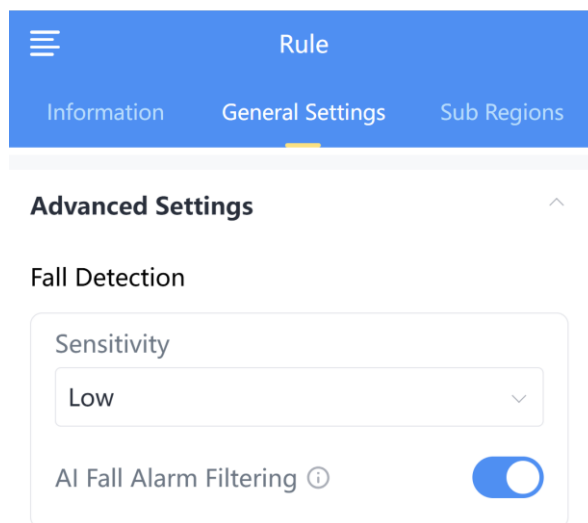 Rule
Information General Settings Sub Regions
Advanced Settings
Fall Detection
Sensitivity
Low
AI Fall Alarm Filtering